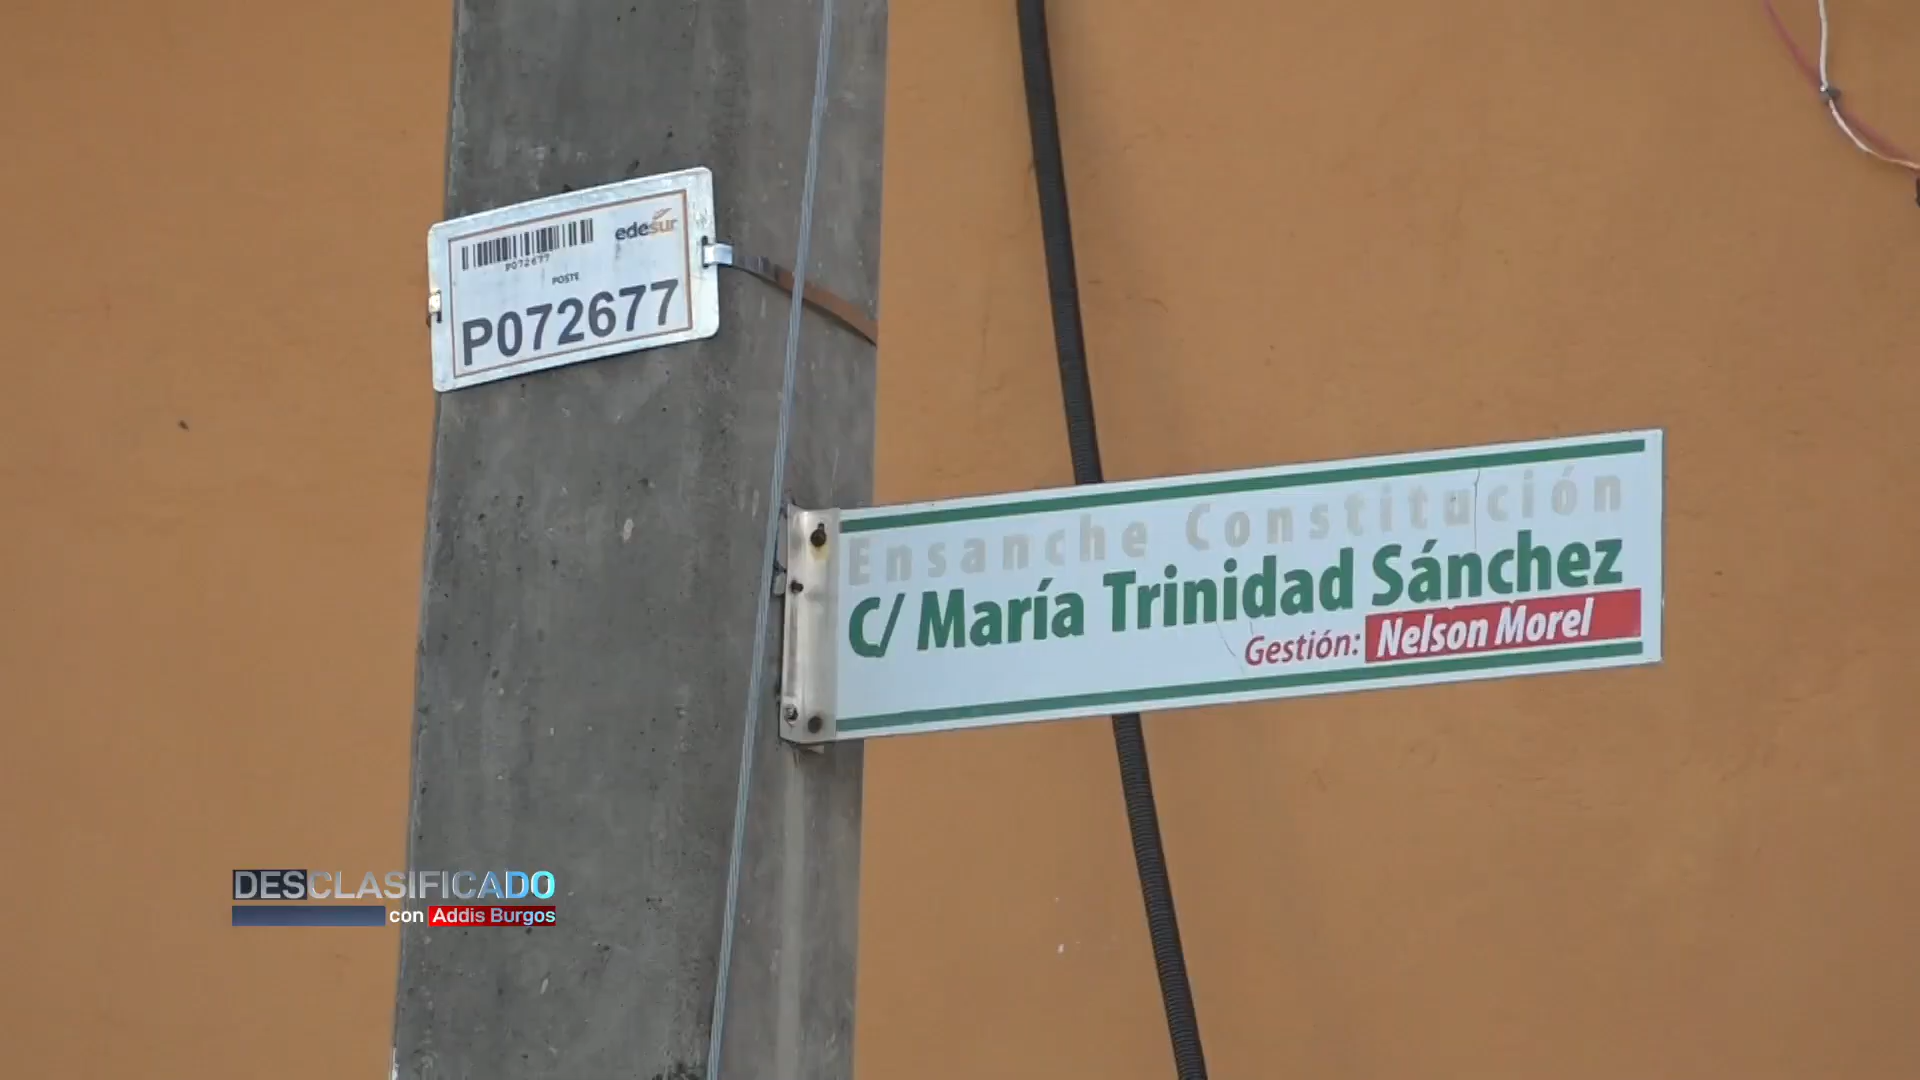 edesur
P072677
POSTE
P072677
Ensanche Constitución
C/ María Trinidad Sánchez
Gestión: Nelson Morel
DESCLASIFICADO
con Addis Burgos